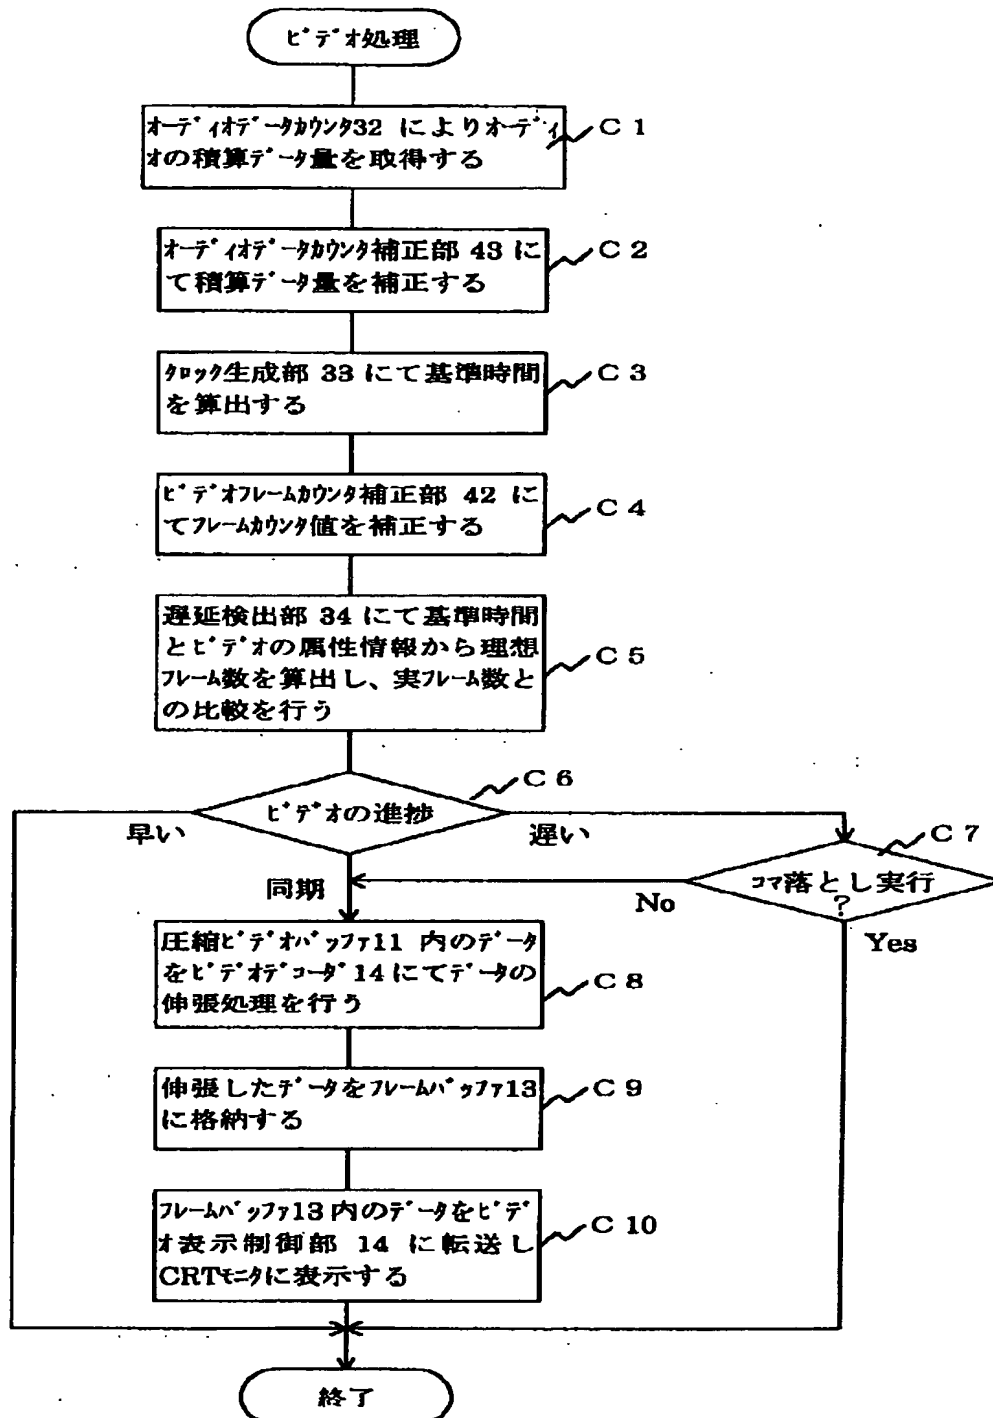 ﾋﾞﾃﾞｵ処理
ｵｰﾃﾞｨｵﾃﾞｰﾀｶｳﾝﾀ32 によりｵｰﾃﾞｨ
ｵの積算ﾃﾞｰﾀ量を取得する
C 1
ｵｰﾃﾞｨｵﾃﾞｰﾀｶｳﾝﾀ補正部 43 に
て積算ﾃﾞｰﾀ量を補正する
C 2
ｸﾛｯｸ生成部 33 にて基準時間
を算出する
C 3
ﾋﾞﾃﾞｵﾌﾚｰﾑｶｳﾝﾀ補正部 42 に
てﾌﾚｰﾑｶｳﾝﾀ値を補正する
C 4
遅延検出部 34 にて基準時間
とﾋﾞﾃﾞｵの属性情報から理想
ﾌﾚｰﾑ数を算出し、実ﾌﾚｰﾑ数と
の比較を行う
C 5
ﾋﾞﾃﾞｵの進捗
C 6
早い
遅い
同期
ｺﾏ落とし実行
?
C 7
No
Yes
圧縮ﾋﾞﾃﾞｵﾊﾞｯﾌｧ11 内のﾃﾞｰﾀ
をﾋﾞﾃﾞｵﾃﾞｺｰﾀﾞ14にてﾃﾞｰﾀの
伸張処理を行う
C 8
伸張したﾃﾞｰﾀをﾌﾚｰﾑﾊﾞｯﾌｧ13
に格納する
C 9
ﾌﾚｰﾑﾊﾞｯﾌｧ13内のﾃﾞｰﾀをﾋﾞﾃﾞ
ｵ表示制御部 14 に転送し
CRTﾓﾆﾀに表示する
C 10
終了